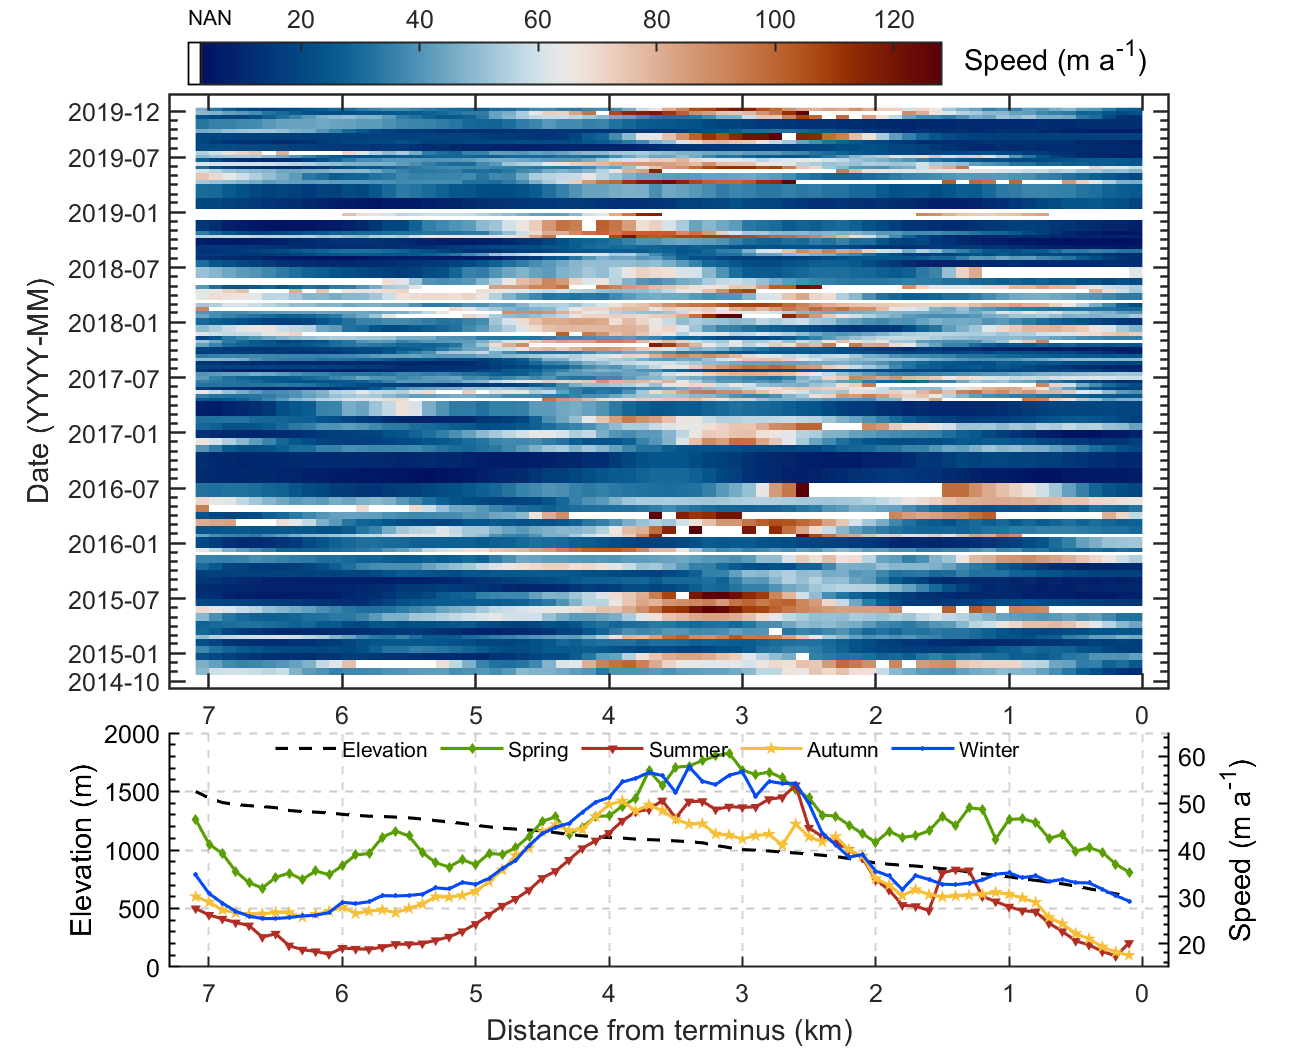 NAN 20 40 60 80 100 120
Speed (m a⁻¹)
Date (YYYY-MM)
2019-12
2019-07
2019-01
2018-07
2018-01
2017-07
2017-01
2016-07
2016-01
2015-07
2015-01
2014-10
7 6 5 4 3 2 1 0
Elevation (m)
2000
1500
1000
500
0
Elevation Spring Summer Autumn Winter
60
50
40
30
20
Speed (m a⁻¹)
7 6 5 4 3 2 1 0
Distance from terminus (km)